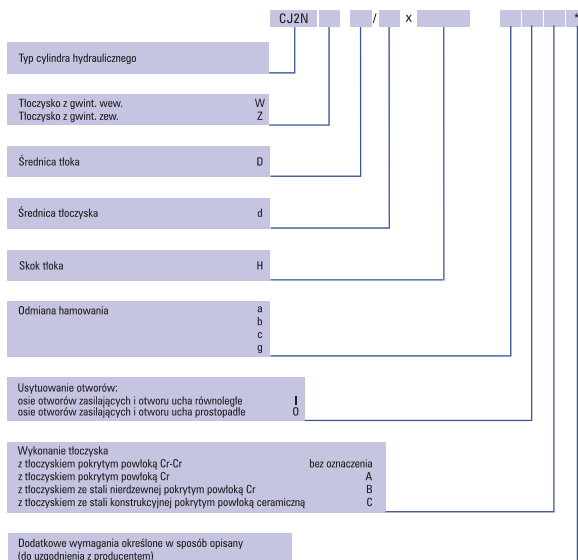 CJ2N / x *
Typ cylindra hydraulicznego
Tłoczysko z gwint. wew. W
Tłoczysko z gwint. zew. Z
Średnica tłoka D
Średnica tłoczyska d
Skok tłoka H
Odmiana hamowania a
b
c
g
Usytuowanie otworów:
osie otworów zasilających i otworu ucha równoległe I
osie otworów zasilających i otworu ucha prostopadłe O
Wykonanie tłoczyska
z tłoczyskiem pokrytym powłoką Cr-Cr bez oznaczenia
z tłoczyskiem pokrytym powłoką Cr A
z tłoczyskiem ze stali nierdzewnej pokrytym powłoką Cr B
z tłoczyskiem ze stali konstrukcyjnej pokrytym powłoką ceramiczną C
Dodatkowe wymagania określone w sposób opisany
(do uzgodnienia z producentem)